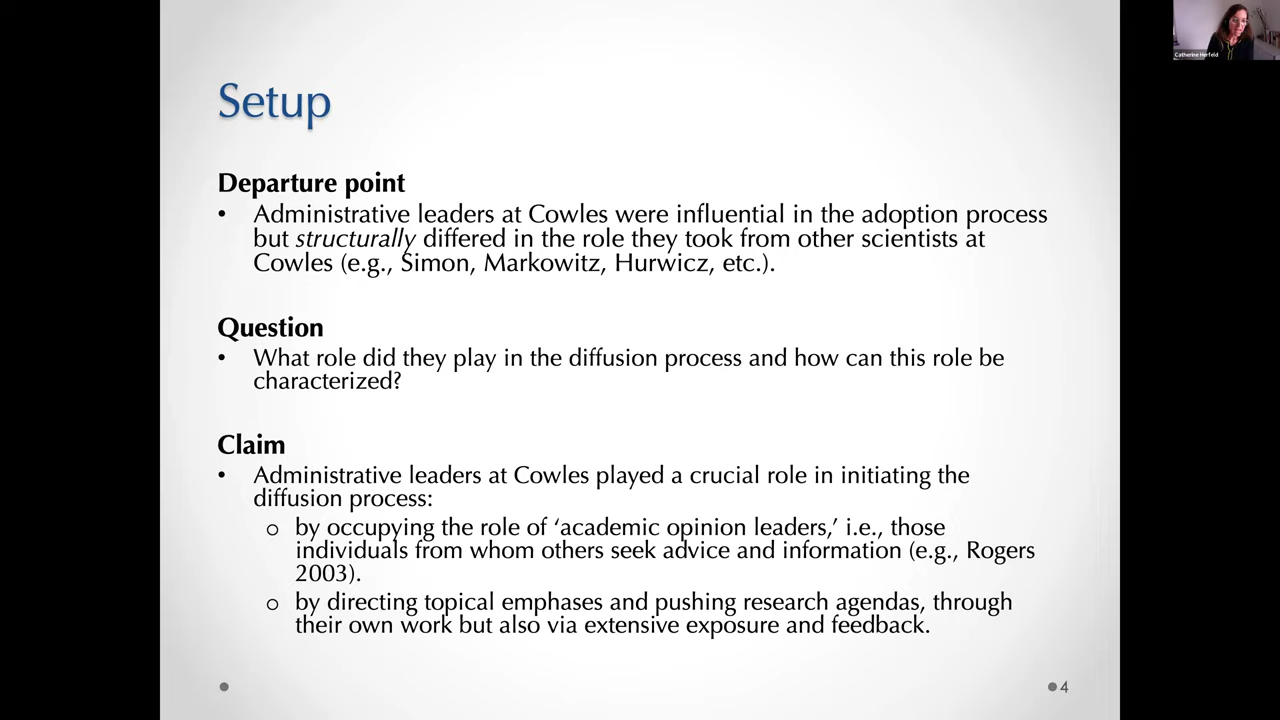 Catherine Herfeld
Setup
Departure point
• Administrative leaders at Cowles were influential in the adoption process
but structurally differed in the role they took from other scientists at
Cowles (e.g., Simon, Markowitz, Hurwicz, etc.).
Question
• What role did they play in the diffusion process and how can this role be
characterized?
Claim
• Administrative leaders at Cowles played a crucial role in initiating the
diffusion process:
o by occupying the role of ‘academic opinion leaders,’ i.e., those
individuals from whom others seek advice and information (e.g., Rogers
2003).
o by directing topical emphases and pushing research agendas, through
their own work but also via extensive exposure and feedback.
4